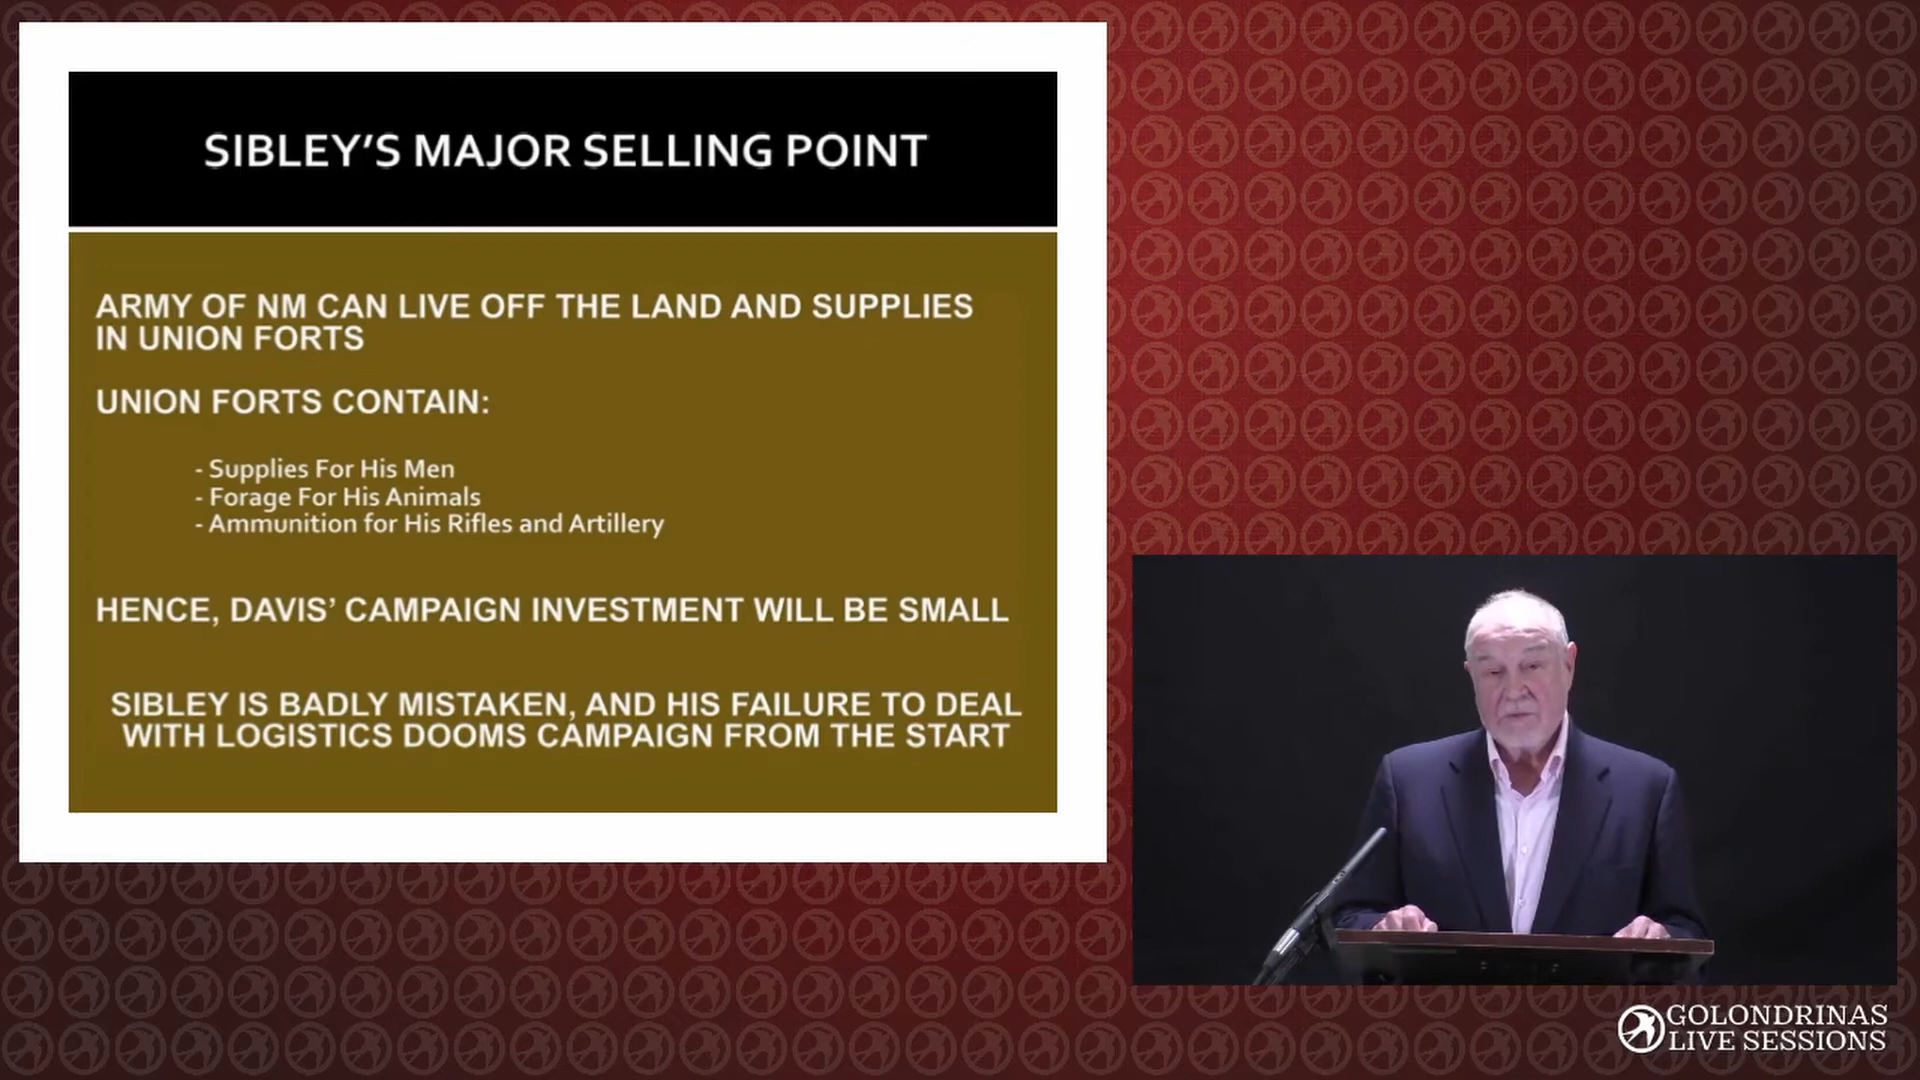 SIBLEY'S MAJOR SELLING POINT
ARMY OF NM CAN LIVE OFF THE LAND AND SUPPLIES
IN UNION FORTS
UNION FORTS CONTAIN:
- Supplies For His Men
- Forage For His Animals
- Ammunition for His Rifles and Artillery
HENCE, DAVIS' CAMPAIGN INVESTMENT WILL BE SMALL
SIBLEY IS BADLY MISTAKEN, AND HIS FAILURE TO DEAL
WITH LOGISTICS DOOMS CAMPAIGN FROM THE START
GOLONDRINAS
LIVE SESSIONS